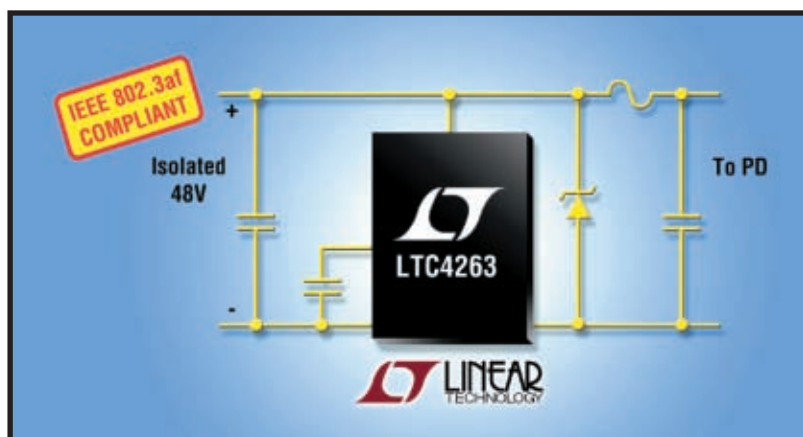 IEEE 802.3af
COMPLIANT
+
Isolated
48V
-
LTC4263
To PD
LINEAR
TECHNOLOGY